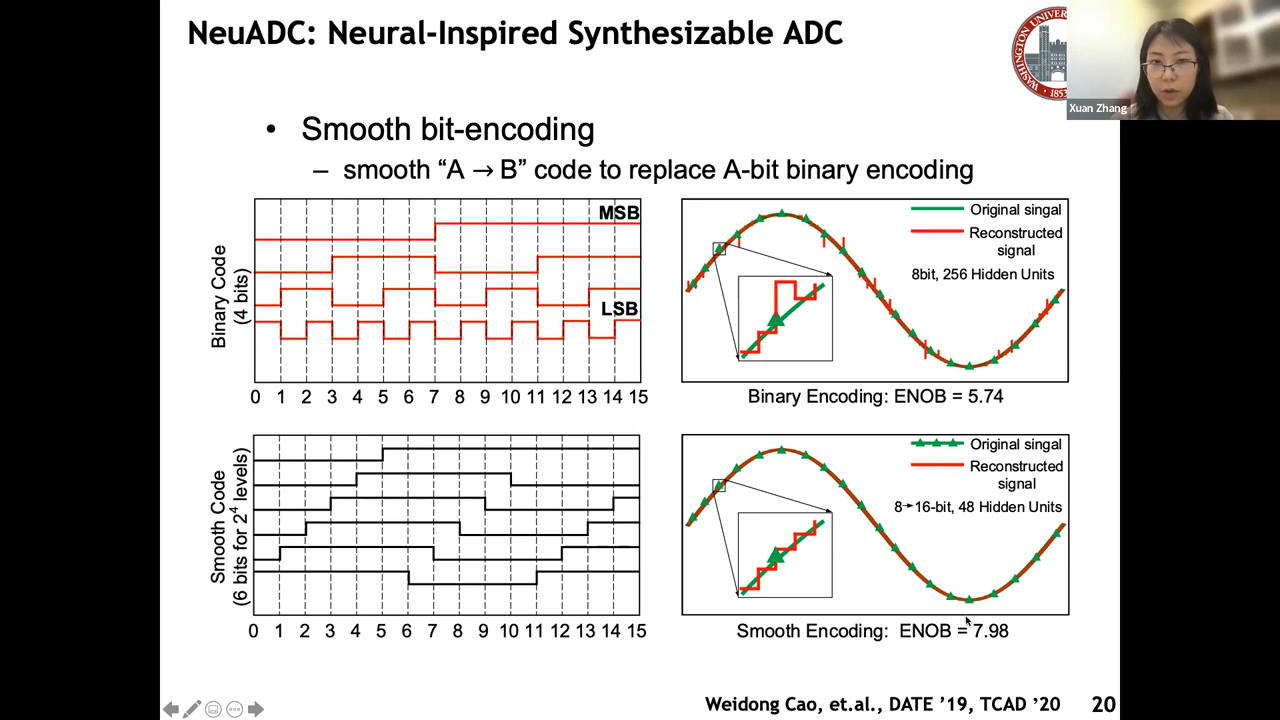 NeuADC: Neural-Inspired Synthesizable ADC
WASHINGTON UNIVER
1853
Xuan Zhang
• Smooth bit-encoding
– smooth “A → B” code to replace A-bit binary encoding
Binary Code
(4 bits)
MSB
LSB
0 1 2 3 4 5 6 7 8 9 10 11 12 13 14 15
Original singal
Reconstructed
signal
8bit, 256 Hidden Units
Binary Encoding: ENOB = 5.74
Smooth Code
(6 bits for 2⁴ levels)
0 1 2 3 4 5 6 7 8 9 10 11 12 13 14 15
Original singal
Reconstructed
signal
8→16-bit, 48 Hidden Units
Smooth Encoding: ENOB = 7.98
Weidong Cao, et.al., DATE ’19, TCAD ’20
20